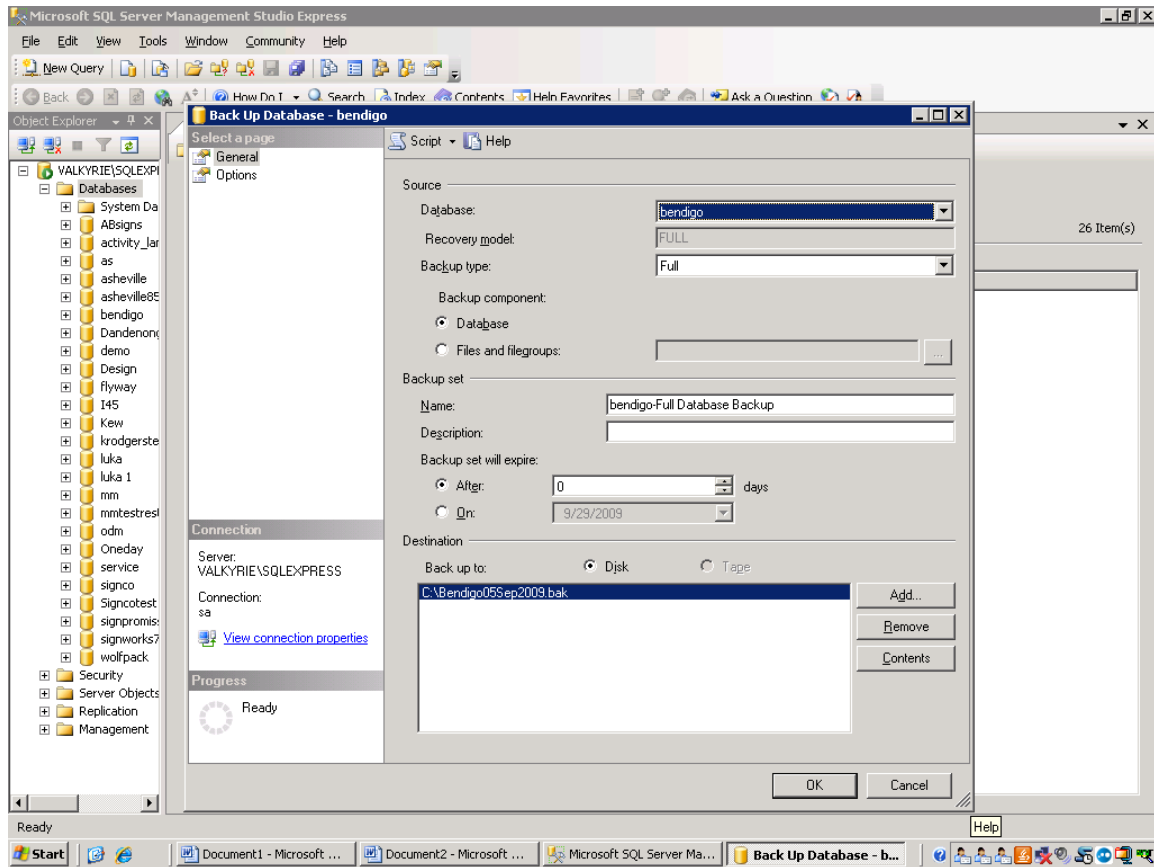 Microsoft SQL Server Management Studio Express
File Edit View Tools Window Community Help
New Query
Back How Do I Search Index Contents Help Favorites Ask a Question
Object Explorer
Back Up Database - bendigo
Select a page
General
Options
Script Help
VALKYRIE\SQLEXPI
Databases
System Da
ABsigns
activity_lar
as
asheville
asheville85
bendigo
Dandenong
demo
Design
flyway
I45
Kew
krodgerste
luka
luka 1
mm
mmtestrest
odm
Oneday
service
signco
Signcotest
signpromis
signworks7
wolfpack
Security
Server Objects
Replication
Management
Source
Database: bendigo
Recovery model: FULL
Backup type: Full
Backup component:
Database
Files and filegroups: ...
Backup set
Name: bendigo-Full Database Backup
Description:
Backup set will expire:
After: 0 days
On: 9/29/2009
Destination
Back up to: Disk Tape
C:\Bendigo05Sep2009.bak
Add...
Remove
Contents
Connection
Server:
VALKYRIE\SQLEXPRESS
Connection:
sa
View connection properties
Progress
Ready
OK Cancel
26 Item(s)
Ready
Help
Start Document1 - Microsoft ... Document2 - Microsoft ... Microsoft SQL Server Ma... Back Up Database - b...